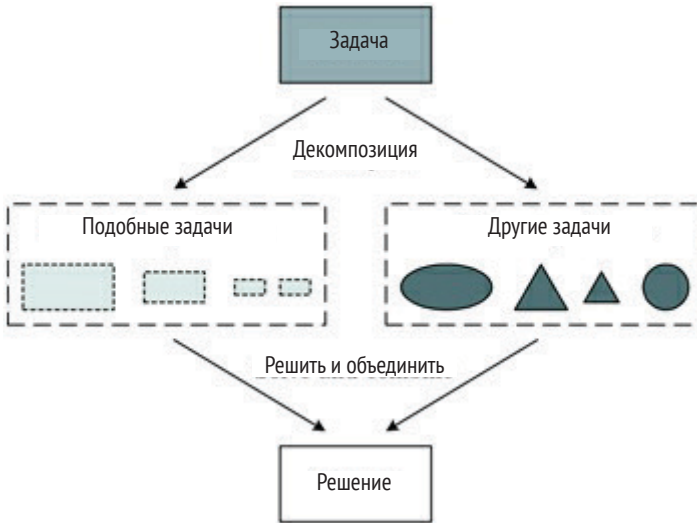 Задача
Декомпозиция
Подобные задачи
Другие задачи
Решить и объединить
Решение